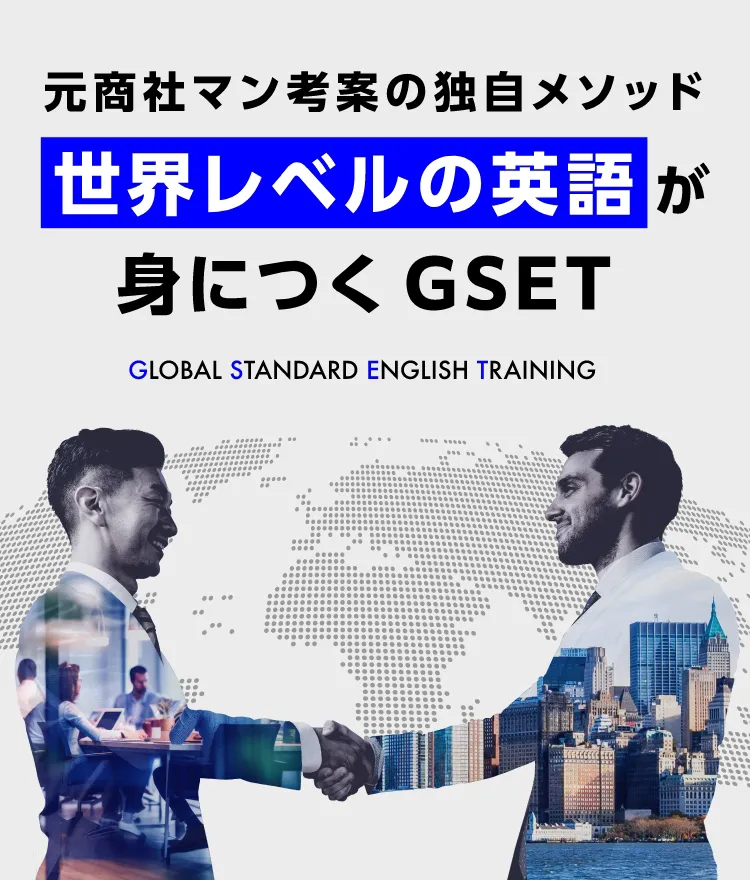 元商社マン考案の独自メソッド
世界レベルの英語が
身につくGSET
GLOBAL STANDARD ENGLISH TRAINING